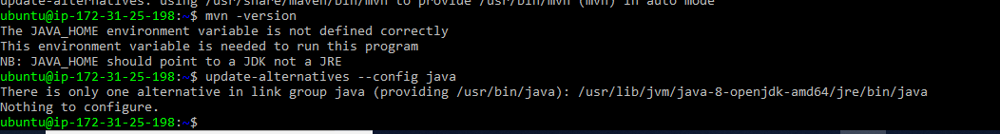 update-alternatives: using /usr/share/maven/bin/mvn to provide /usr/bin/mvn (mvn) in auto mode
ubuntu@ip-172-31-25-198:~$ mvn -version
The JAVA_HOME environment variable is not defined correctly
This environment variable is needed to run this program
NB: JAVA_HOME should point to a JDK not a JRE
ubuntu@ip-172-31-25-198:~$ update-alternatives --config java
There is only one alternative in link group java (providing /usr/bin/java): /usr/lib/jvm/java-8-openjdk-amd64/jre/bin/java
Nothing to configure.
ubuntu@ip-172-31-25-198:~$